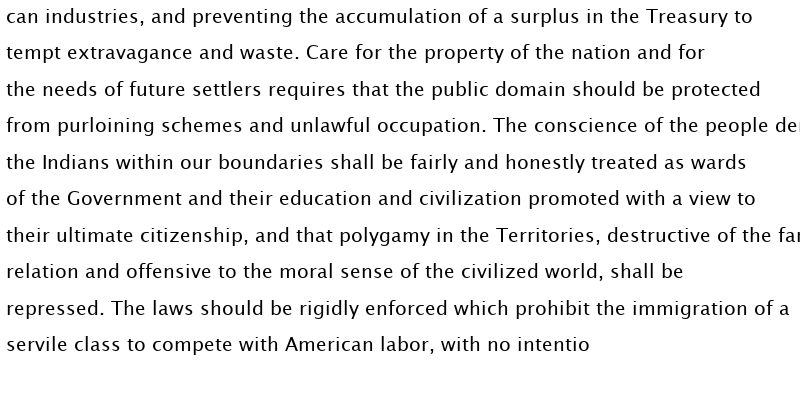 can industries, and preventing the accumulation of a surplus in the Treasury to
tempt extravagance and waste. Care for the property of the nation and for
the needs of future settlers requires that the public domain should be protected
from purloining schemes and unlawful occupation. The conscience of the people
the Indians within our boundaries shall be fairly and honestly treated as wards
of the Government and their education and civilization promoted with a view to
their ultimate citizenship, and that polygamy in the Territories, destructive of the
relation and offensive to the moral sense of the civilized world, shall be
repressed. The laws should be rigidly enforced which prohibit the immigration of a
servile class to compete with American labor, with no intentio